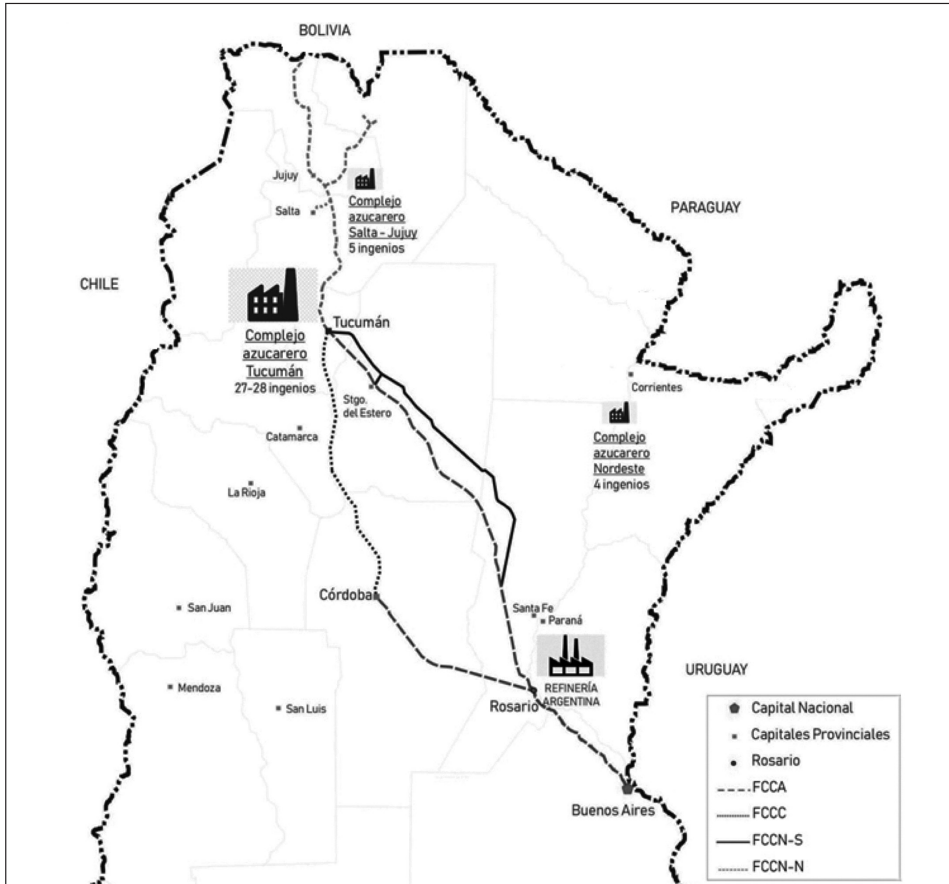 BOLIVIA
Jujuy
Salta
Complejo
azucarero
Salta - Jujuy
5 ingenios
PARAGUAY
CHILE
Tucumán
Complejo
azucarero
Tucumán
27-28 ingenios
Stgo.
del Estero
Corrientes
Catamarca
Complejo
azucarero
Nordeste
4 ingenios
La Rioja
Córdoba
San Juan
Santa Fe
Paraná
Mendoza
San Luis
REFINERÍA
ARGENTINA
Rosario
URUGUAY
Buenos Aires
Capital Nacional
Capitales Provinciales
Rosario
FCCA
FCCC
FCCN-S
FCCN-N